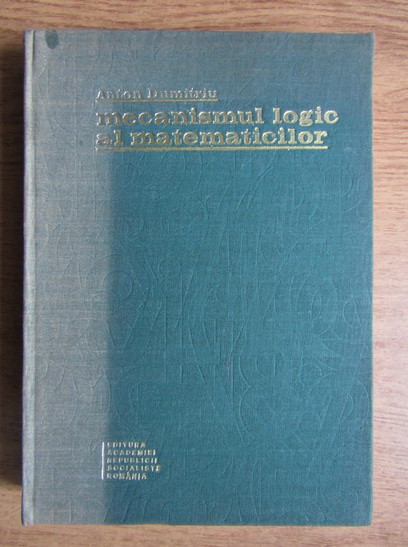 Anton Dumitriu
mecanismul logic
al matematicilor
EDITURA
ACADEMIEI
REPUBLICII
SOCIALISTE
ROMÂNIA